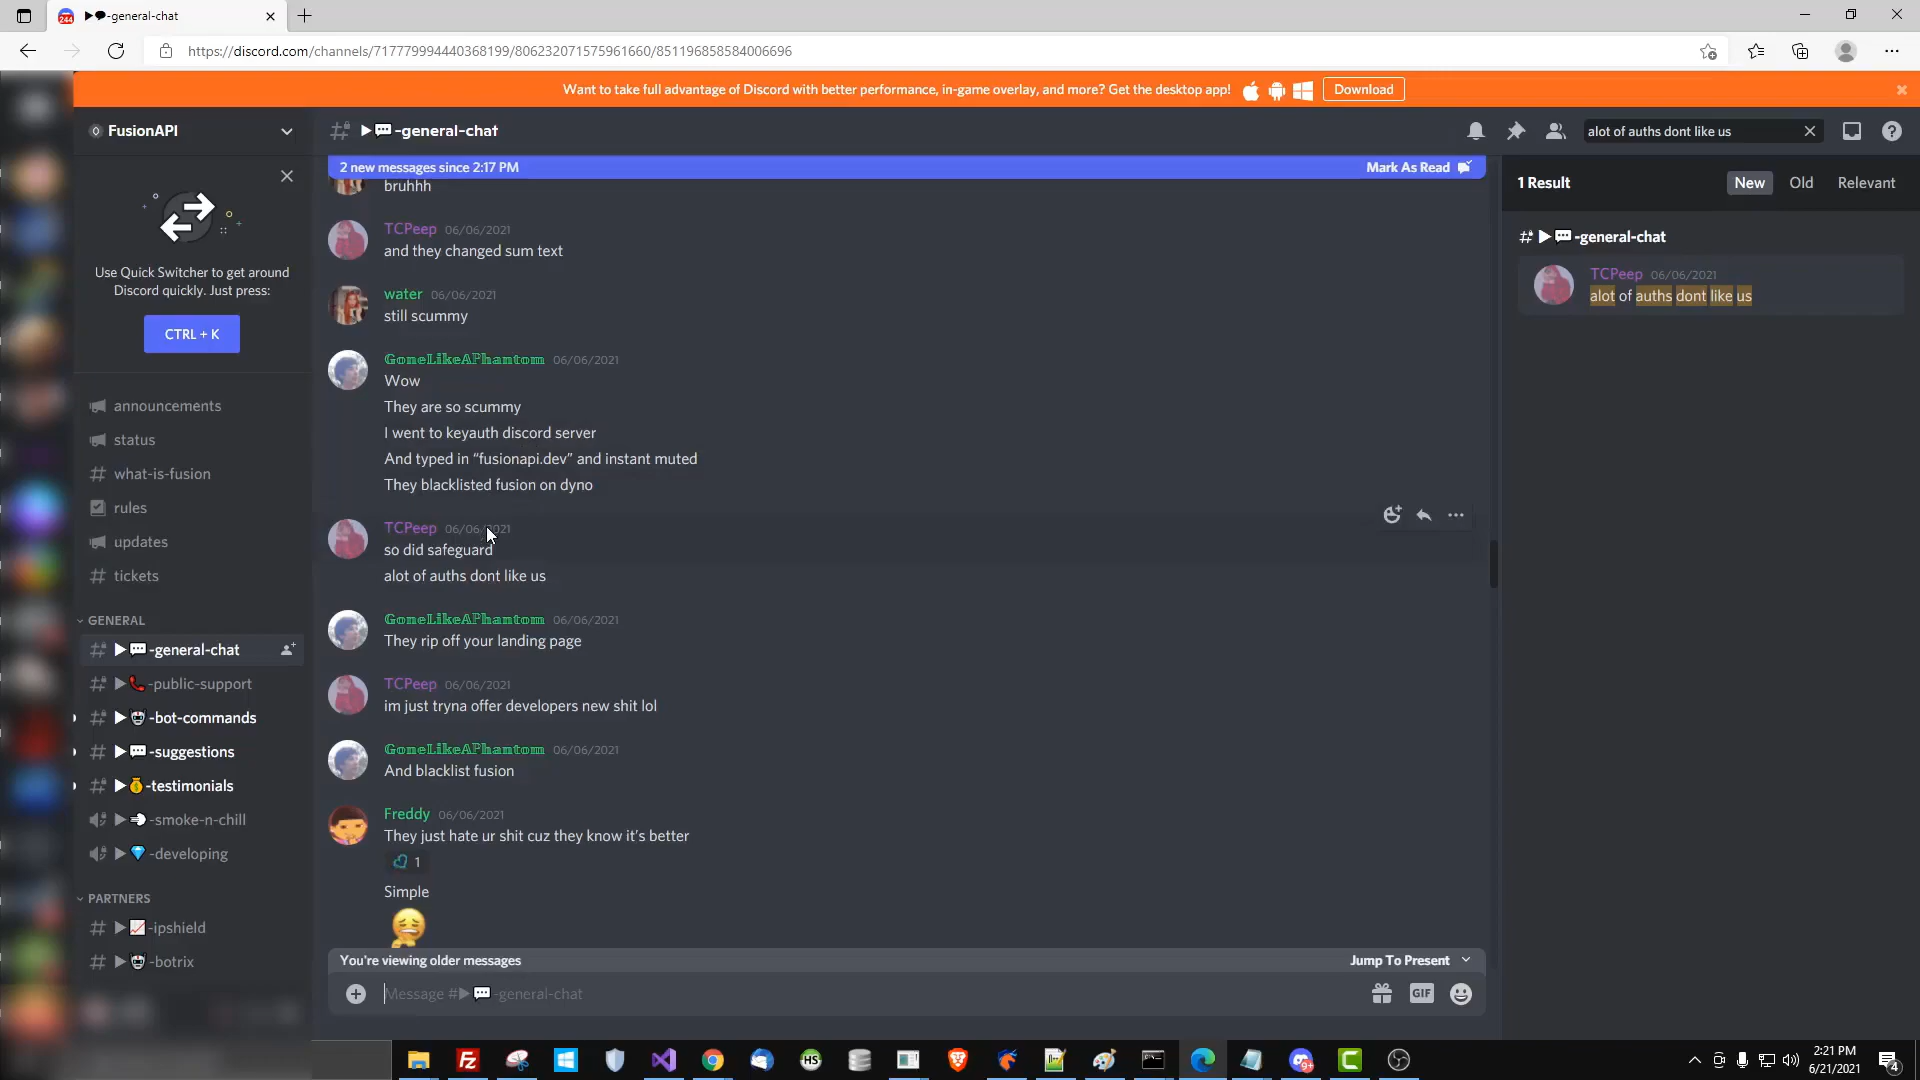 244
▶💬-general-chat
https://discord.com/channels/717779994440368199/806232071575961660/851196858584006696
Want to take full advantage of Discord with better performance, in-game overlay, and more? Get the desktop app!
Download
FusionAPI
▶💬-general-chat
alot of auths dont like us
2 new messages since 2:17 PM
Mark As Read
Use Quick Switcher to get around
Discord quickly. Just press:
CTRL + K
announcements
status
# what-is-fusion
rules
updates
# tickets
GENERAL
▶💬-general-chat
▶📞-public-support
▶🤖-bot-commands
▶💬-suggestions
▶💰-testimonials
▶💨-smoke-n-chill
▶💎-developing
PARTNERS
# ▶📈-ipshield
# ▶🤖-botrix
bruhhh
TCPeep 06/06/2021
and they changed sum text
water 06/06/2021
still scummy
𝔾𝕠𝕟𝕖𝕃𝕚𝕜𝕖𝔸ℙ𝕙𝕒𝕟𝕥𝕠𝕞 06/06/2021
Wow
They are so scummy
I went to keyauth discord server
And typed in “fusionapi.dev” and instant muted
They blacklisted fusion on dyno
TCPeep 06/06/2021
so did safeguard
alot of auths dont like us
𝔾𝕠𝕟𝕖𝕃𝕚𝕜𝕖𝔸ℙ𝕙𝕒𝕟𝕥𝕠𝕞 06/06/2021
They rip off your landing page
TCPeep 06/06/2021
im just tryna offer developers new shit lol
𝔾𝕠𝕟𝕖𝕃𝕚𝕜𝕖𝔸ℙ𝕙𝕒𝕟𝕥𝕠𝕞 06/06/2021
And blacklist fusion
Freddy 06/06/2021
They just hate ur shit cuz they know it’s better
1
Simple
You're viewing older messages
Jump To Present
Message #▶💬-general-chat
GIF
1 Result
New
Old
Relevant
# ▶💬-general-chat
TCPeep 06/06/2021
alot of auths dont like us
HS
9+
2:21 PM
6/21/2021
4